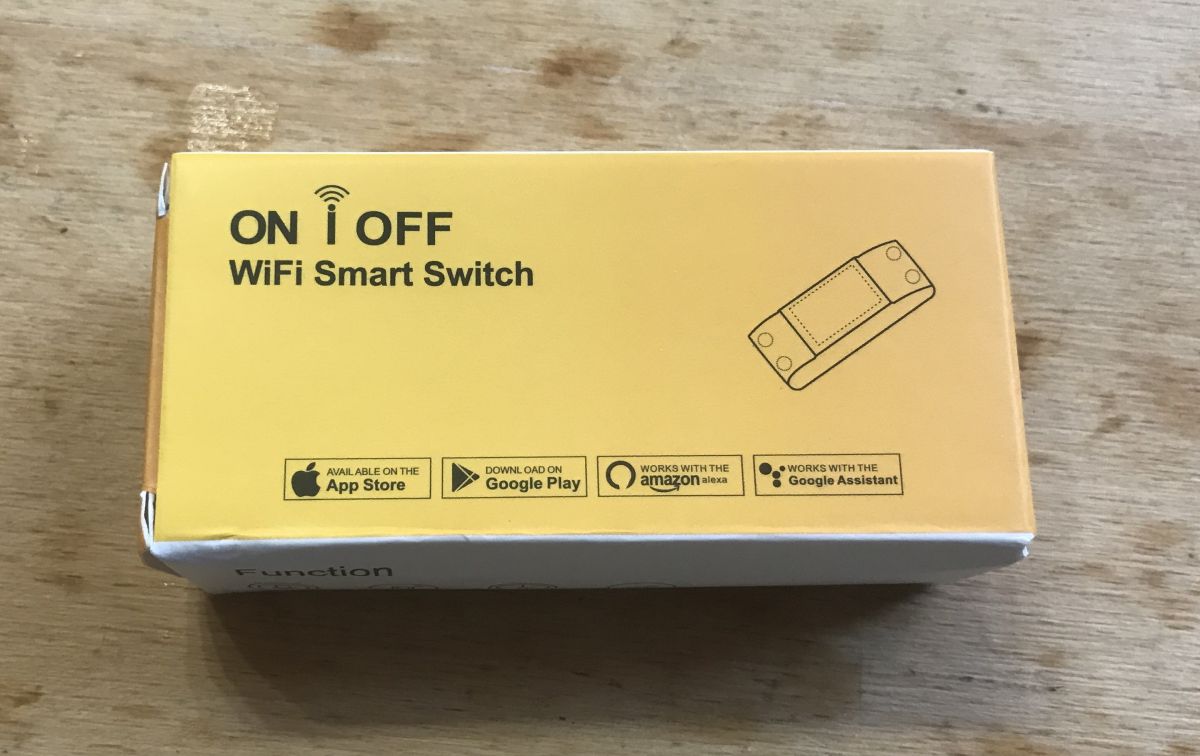 ON i OFF
WiFi Smart Switch
AVAILABLE ON THE
App Store
DOWNLOAD ON
Google Play
WORKS WITH THE
amazon alexa
WORKS WITH THE
Google Assistant
Function